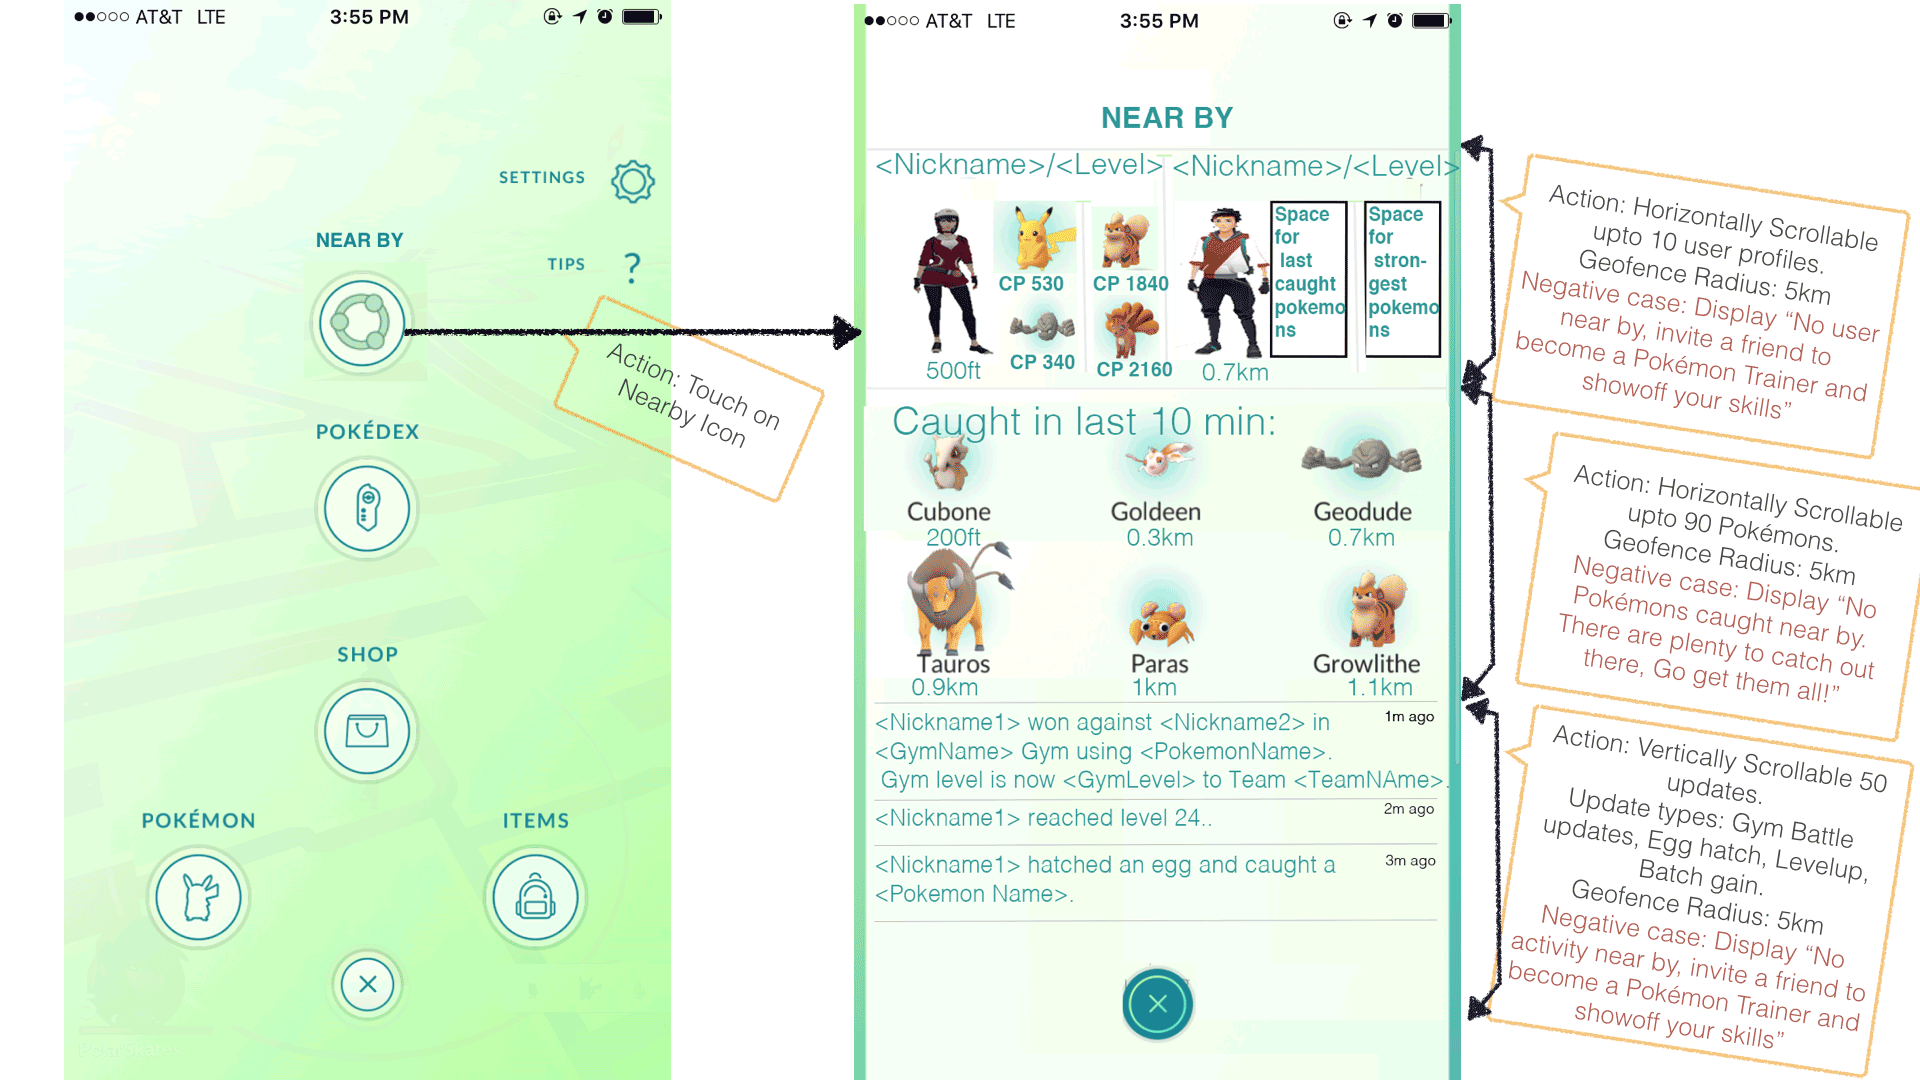 AT&T LTE 3:55 PM
SETTINGS
NEAR BY
TIPS
?
Action: Touch on
Nearby Icon
POKÉDEX
SHOP
POKÉMON
ITEMS
AT&T LTE 3:55 PM
NEAR BY
<Nickname>/<Level> <Nickname>/<Level>
CP 530
CP 1840
CP 340
CP 2160
500ft
Space
for
last
caught
pokemo
ns
Space
for
stron-
gest
pokemo
ns
0.7km
Caught in last 10 min:
Cubone Goldeen Geodude
200ft 0.3km 0.7km
Tauros Paras Growlithe
0.9km 1km 1.1km
<Nickname1> won against <Nickname2> in 1m ago
<GymName> Gym using <PokemonName>.
Gym level is now <GymLevel> to Team <TeamNAme>.
<Nickname1> reached level 24.. 2m ago
<Nickname1> hatched an egg and caught a 3m ago
<Pokemon Name>.
Action: Horizontally Scrollable
upto 10 user profiles.
Geofence Radius: 5km
Negative case: Display “No user
near by, invite a friend to
become a Pokémon Trainer and
showoff your skills”
Action: Horizontally Scrollable
upto 90 Pokémons.
Geofence Radius: 5km
Negative case: Display “No
Pokémons caught near by.
There are plenty to catch out
there, Go get them all!”
Action: Vertically Scrollable 50
updates.
Update types: Gym Battle
updates, Egg hatch, Levelup,
Batch gain.
Geofence Radius: 5km
Negative case: Display “No
activity near by, invite a friend to
become a Pokémon Trainer and
showoff your skills”